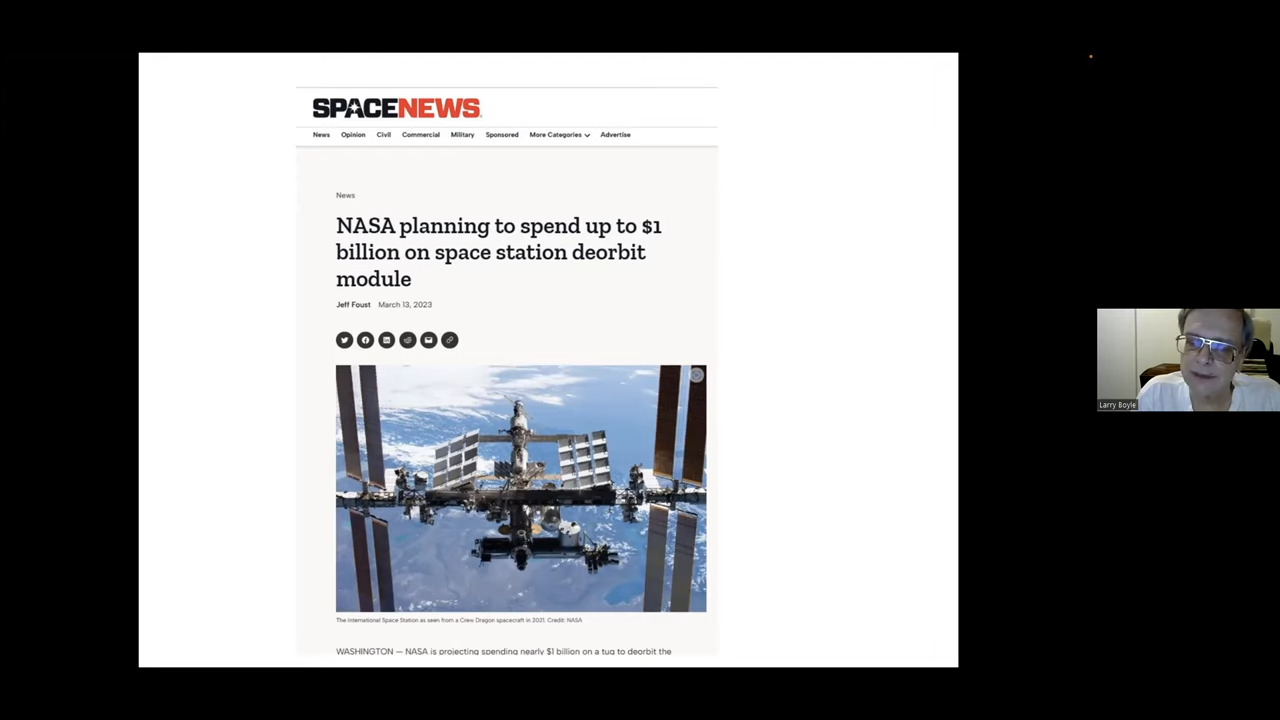 SPACENEWS
News Opinion Civil Commercial Military Sponsored More Categories Advertise
News
NASA planning to spend up to $1
billion on space station deorbit
module
Jeff Foust March 13, 2023
The International Space Station as seen from a Crew Dragon spacecraft in 2021. Credit: NASA
WASHINGTON — NASA is projecting spending nearly $1 billion on a tug to deorbit the
Larry Boyle